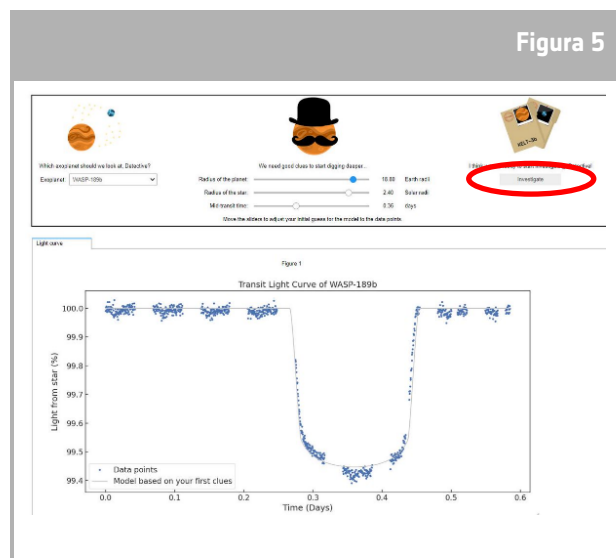 Figura 5
KELT-3b
Which exoplanet should we look at, Detective?
Exoplanet: WASP-189b
We need good clues to start digging deeper...
Radius of the planet: Earth radii
Radius of the star: 2.40 Solar radii
Mid-transit time: 0.36 days
Move the sliders to adjust your initial guess for the model to the data points.
Investigate
Light curve
Figure 1
Transit Light Curve of WASP-189b
Light from star (%)
100.0
99.9
99.8
99.7
99.6
99.5
99.4
Data points
Model based on your first clues
0.0 0.1 0.2 0.3 0.4 0.5 0.6
Time (Days)